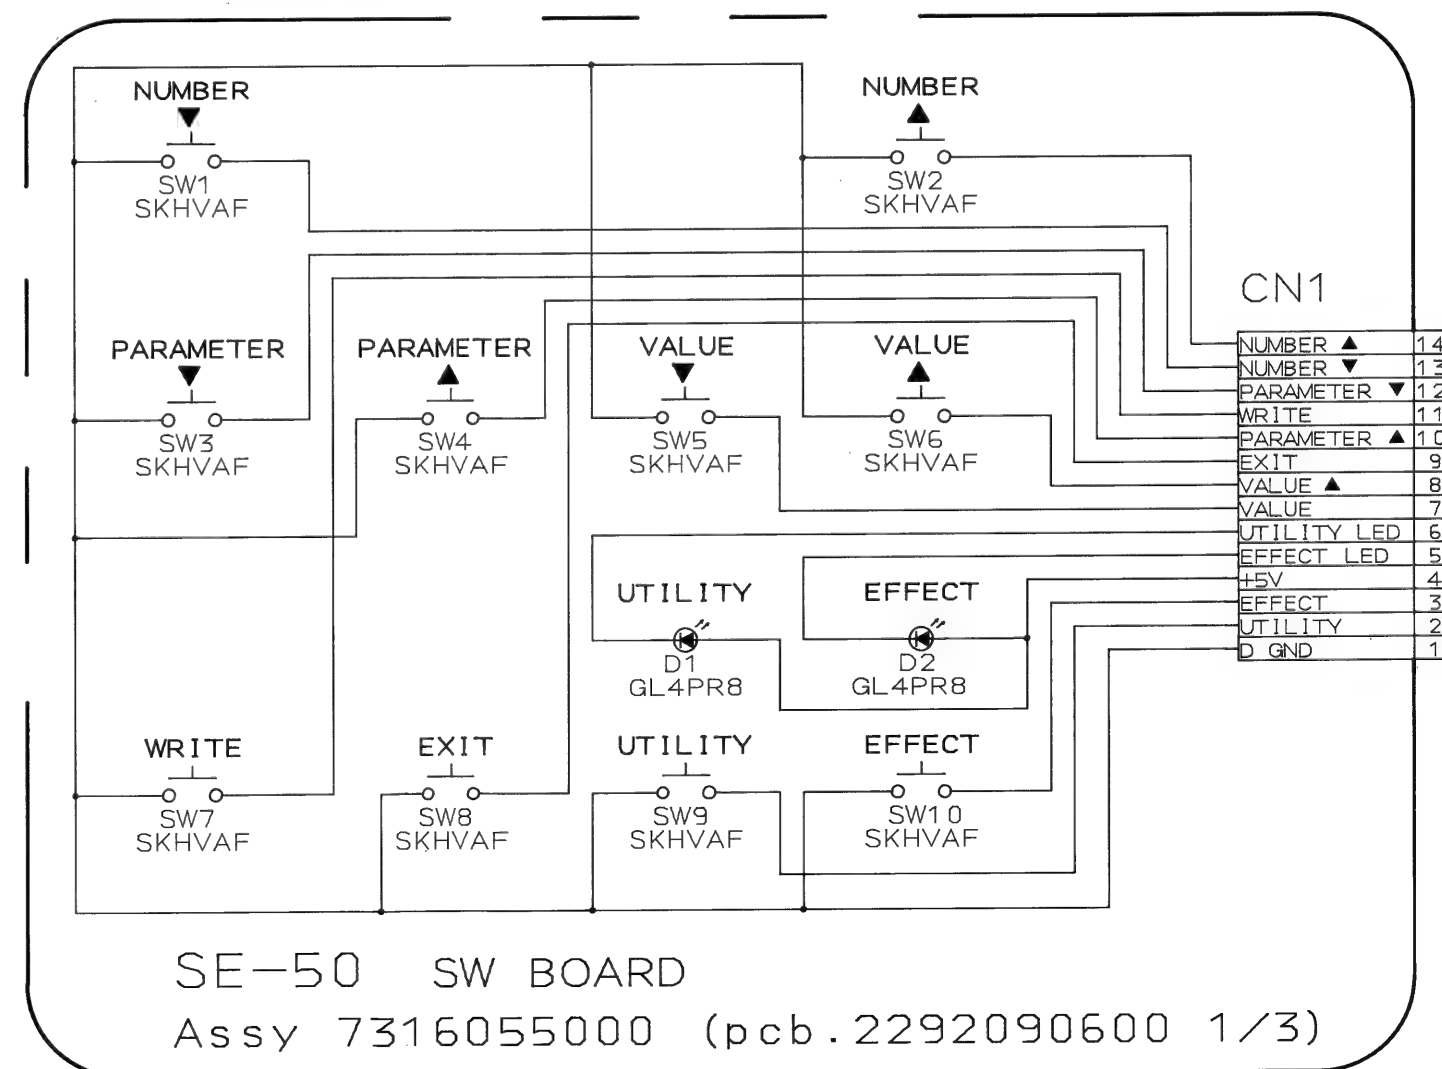 NUMBER
▼
SW1
SKHVAF
NUMBER
▲
SW2
SKHVAF
PARAMETER
▼
SW3
SKHVAF
PARAMETER
▲
SW4
SKHVAF
VALUE
▼
SW5
SKHVAF
VALUE
▲
SW6
SKHVAF
CN1
NUMBER ▲ 14
NUMBER ▼ 13
PARAMETER ▼ 12
WRITE 11
PARAMETER ▲ 10
EXIT 9
VALUE ▲ 8
VALUE 7
UTILITY LED 6
EFFECT LED 5
+5V 4
EFFECT 3
UTILITY 2
D GND 1
UTILITY
D1
GL4PR8
EFFECT
D2
GL4PR8
WRITE
SW7
SKHVAF
EXIT
SW8
SKHVAF
UTILITY
SW9
SKHVAF
EFFECT
SW10
SKHVAF
SE-50 SW BOARD
Assy 7316055000 (pcb.2292090600 1/3)